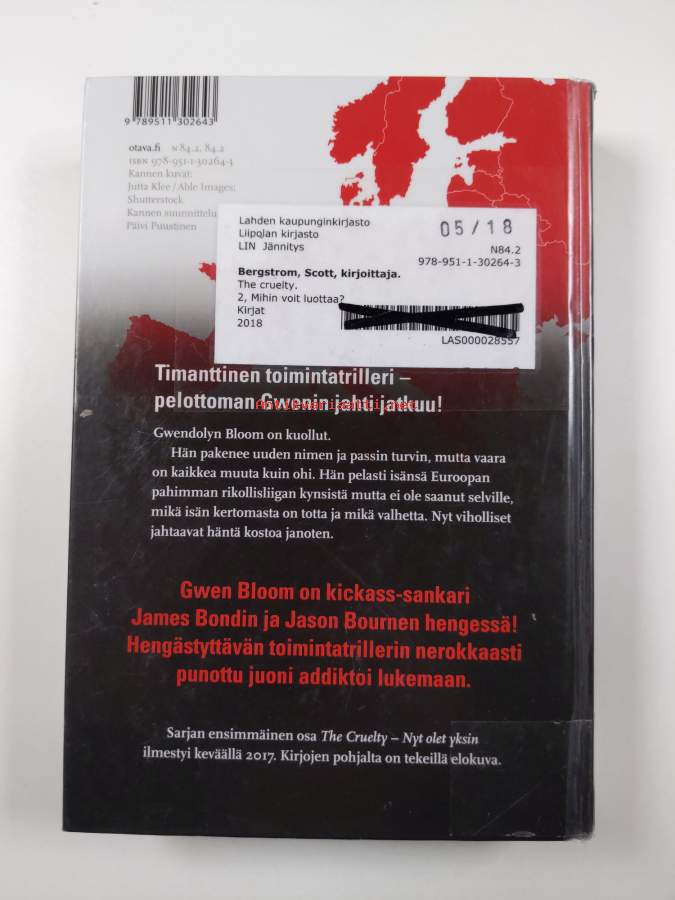 9 789511 302643
otava.fi N 84.2, 84.2
ISBN 978-951-1-30264-3
Kannen kuvat:
Jutta Klee / Able Images;
Shutterstock
Kannen suunnittelu
Päivi Puustinen
Lahden kaupunginkirjasto
05/18
Liipolan kirjasto
LIN Jännitys
N84.2
978-951-1-30264-3
Bergstrom, Scott, kirjoittaja.
The cruelty.
2, Mihin voit luottaa?
Kirjat
2018
LAS000028557
Timanttinen toimintatrilleri –
pelottoman Gwenin jahti jatkuu!
Antikvariaatti.net
Gwendolyn Bloom on kuollut.
Hän pakenee uuden nimen ja passin turvin, mutta vaara
on kaikkea muuta kuin ohi. Hän pelasti isänsä Euroopan
pahimman rikollisliigan kynsistä mutta ei ole saanut selville,
mikä isän kertomasta on totta ja mikä valhetta. Nyt viholliset
jahtaavat häntä kostoa janoten.
Gwen Bloom on kickass-sankari
James Bondin ja Jason Bournen hengessä!
Hengästyttävän toimintatrillerin nerokkaasti
punottu juoni addiktoi lukemaan.
Sarjan ensimmäinen osa The Cruelty – Nyt olet yksin
ilmestyi keväällä 2017. Kirjojen pohjalta on tekeillä elokuva.